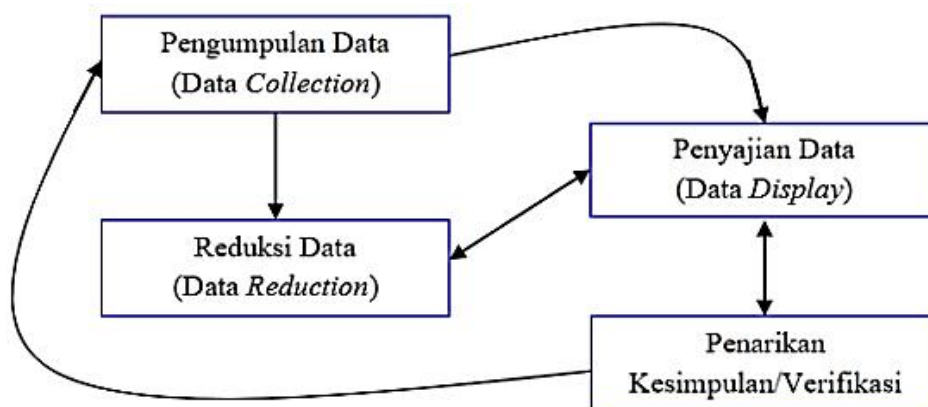 Pengumpulan Data
(Data Collection)
Penyajian Data
(Data Display)
Reduksi Data
(Data Reduction)
Penarikan
Kesimpulan/Verifikasi